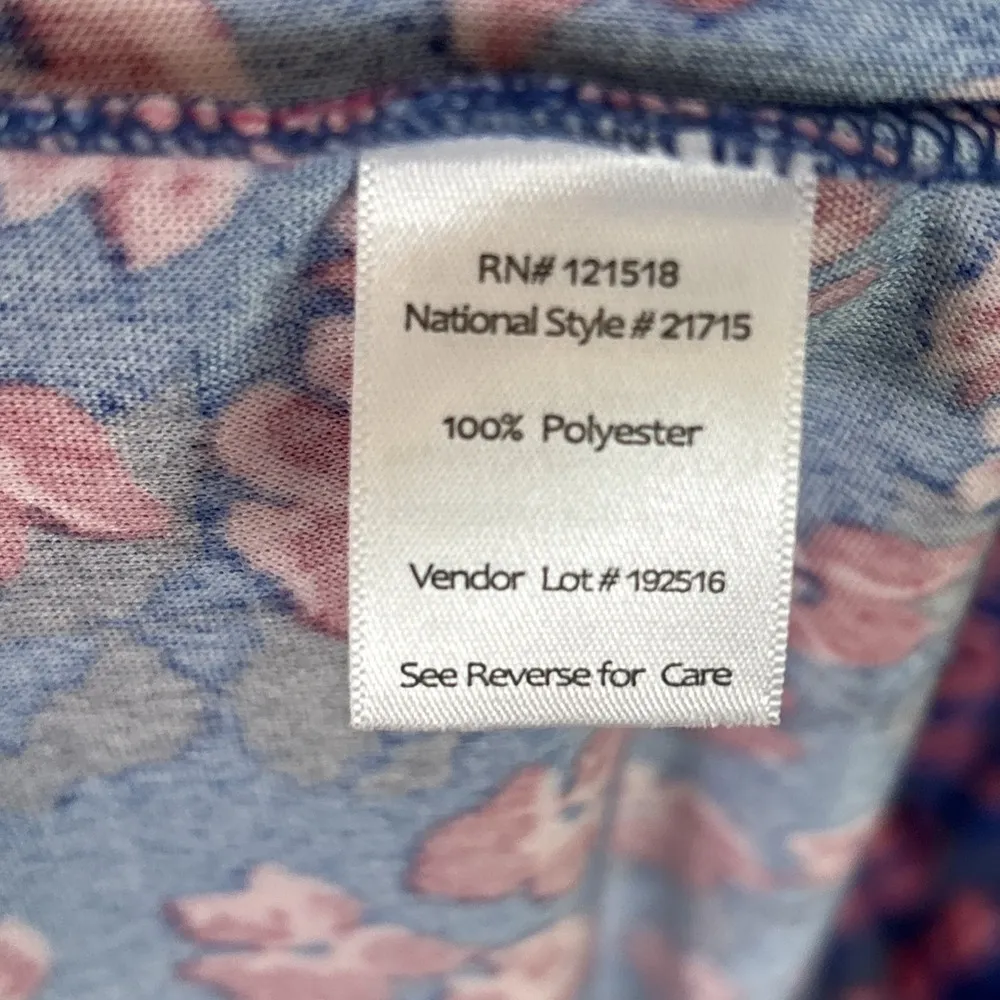 RN# 121518
National Style # 21715
100% Polyester
Vendor Lot # 192516
See Reverse for Care